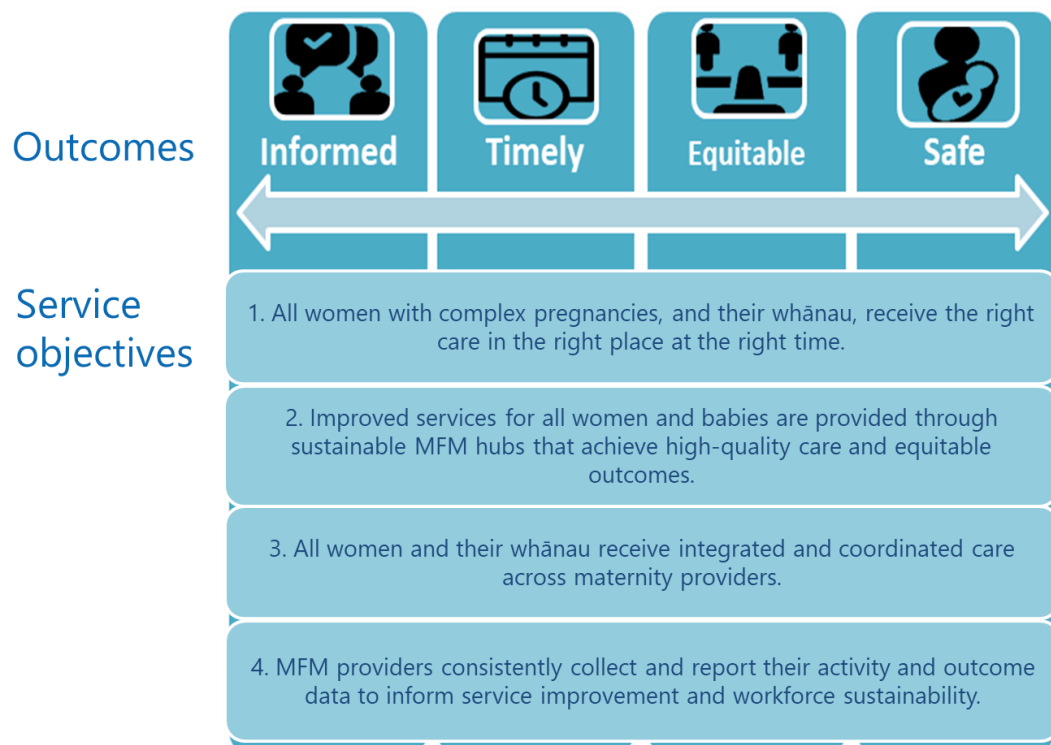 Outcomes
Informed
Timely
Equitable
Safe
Service
objectives
1. All women with complex pregnancies, and their whānau, receive the right
care in the right place at the right time.
2. Improved services for all women and babies are provided through
sustainable MFM hubs that achieve high-quality care and equitable
outcomes.
3. All women and their whānau receive integrated and coordinated care
across maternity providers.
4. MFM providers consistently collect and report their activity and outcome
data to inform service improvement and workforce sustainability.